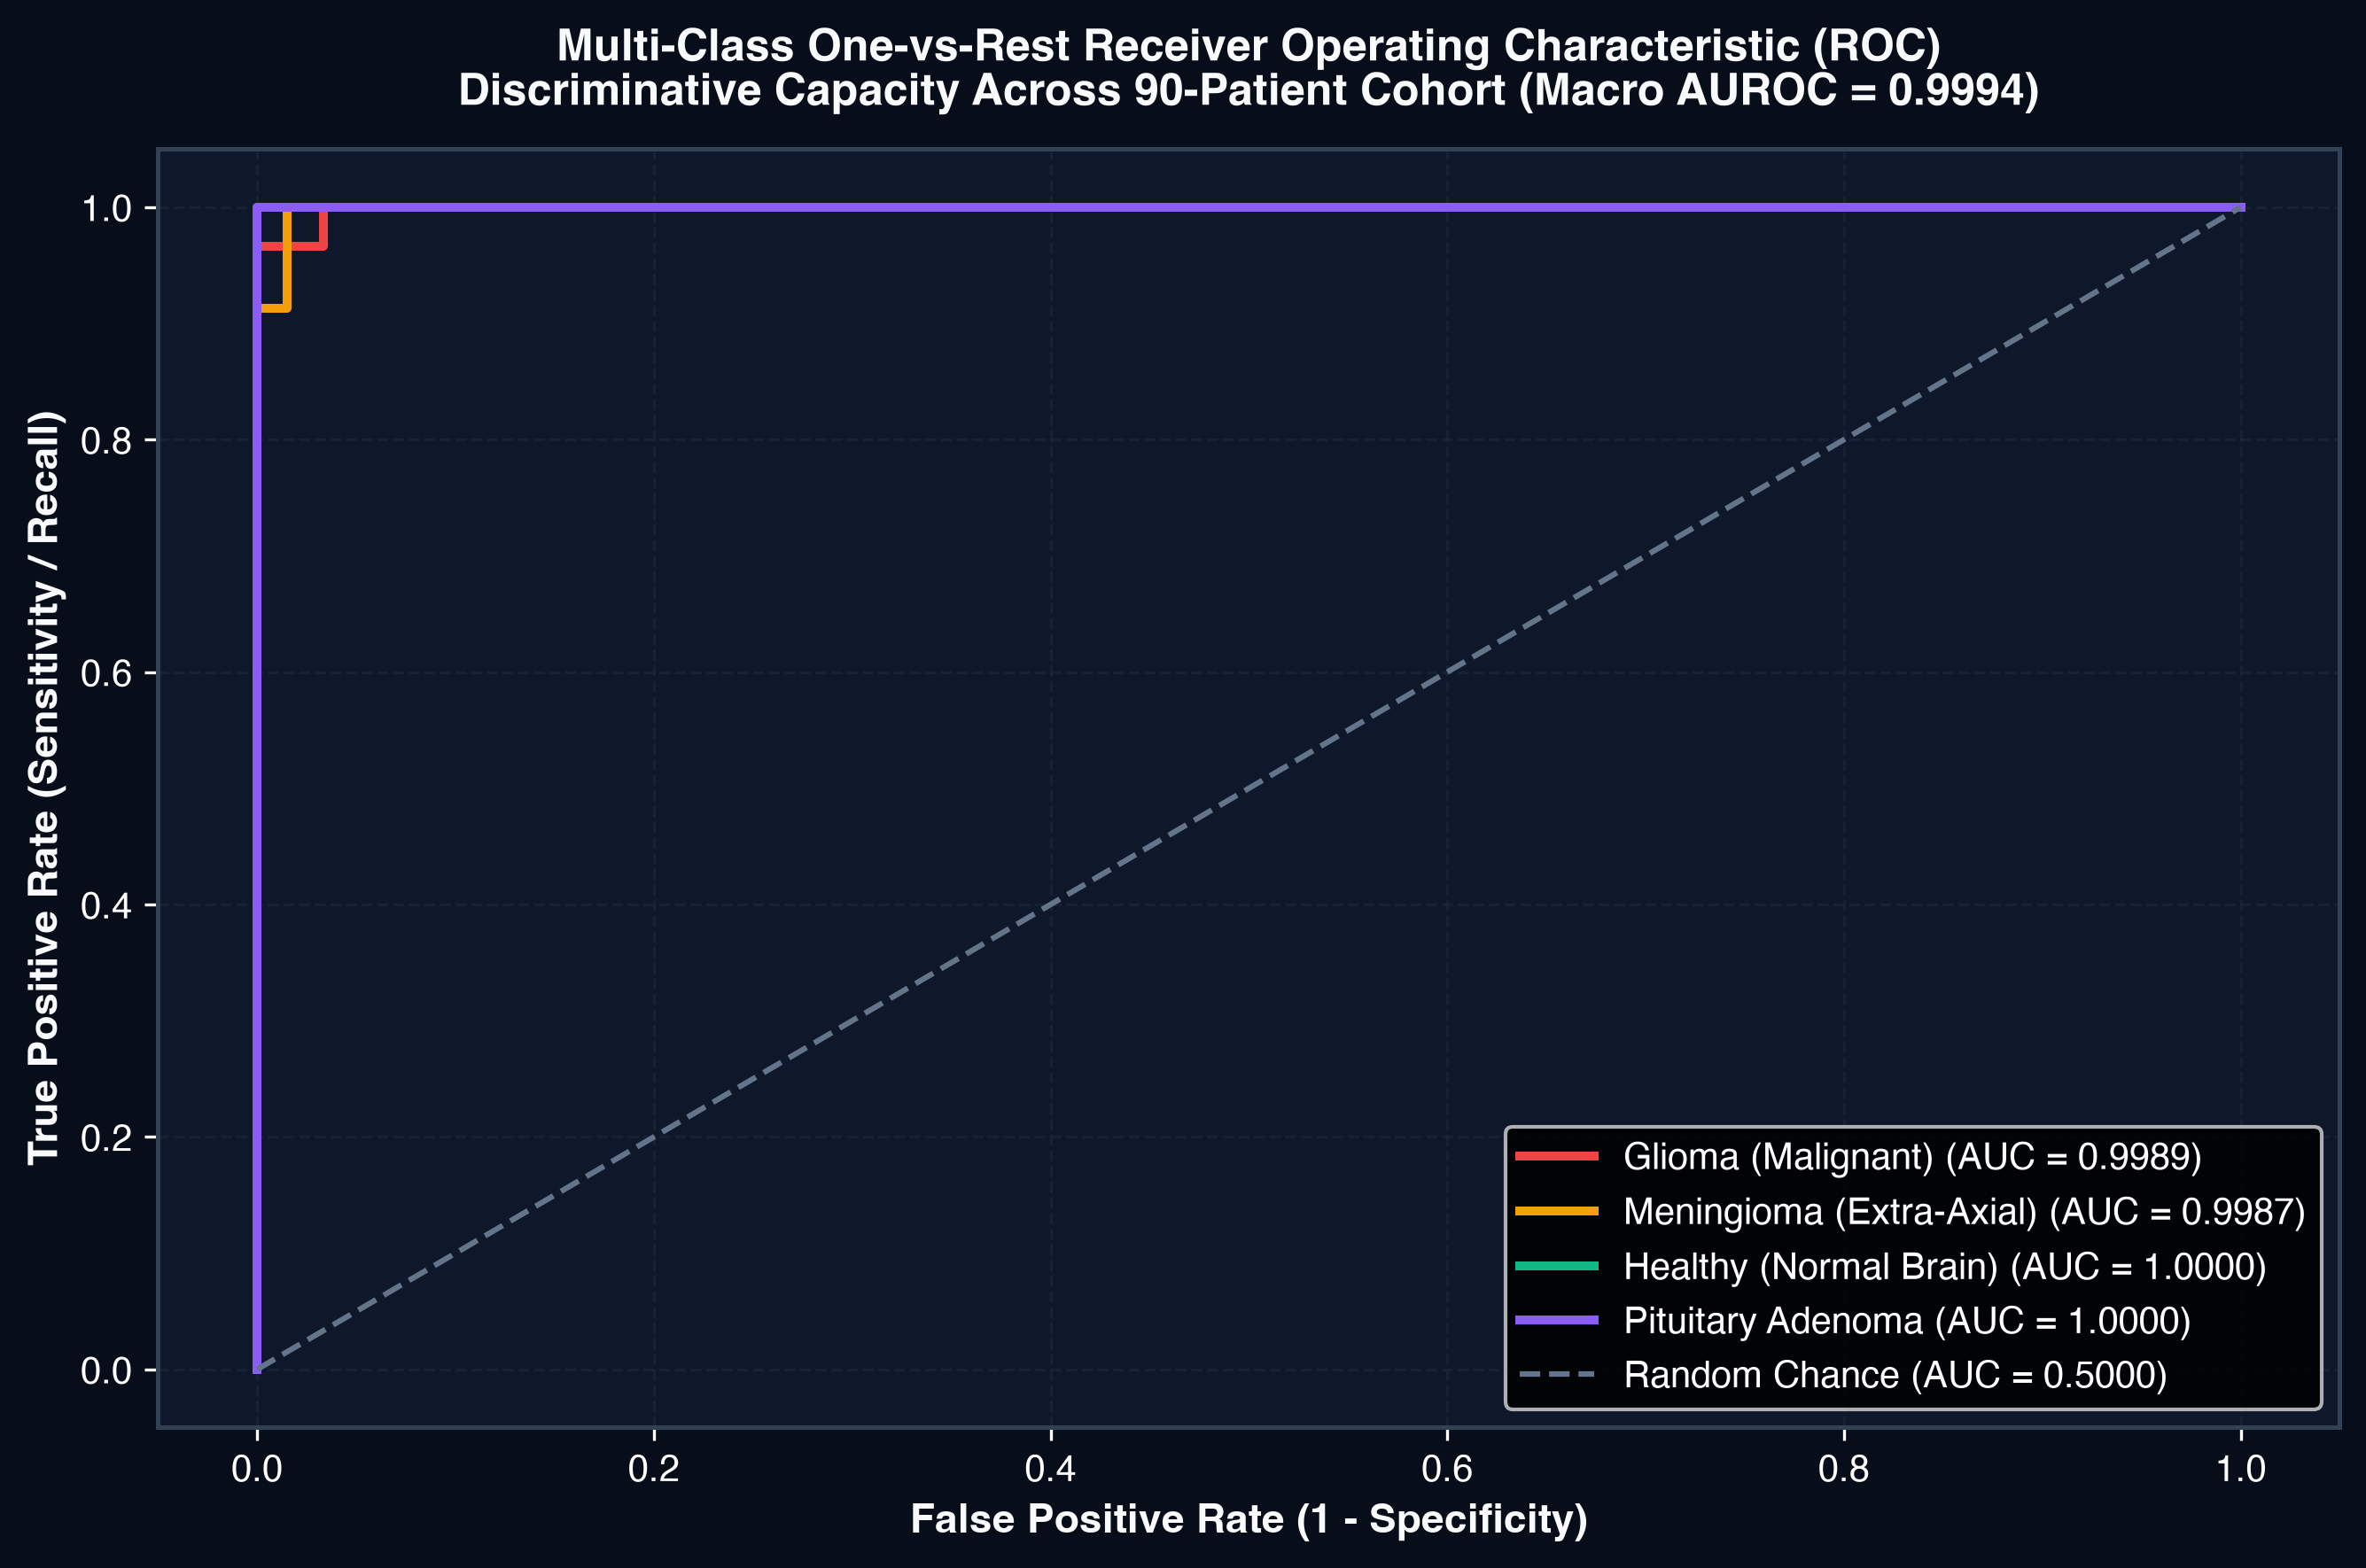 Multi-Class One-vs-Rest Receiver Operating Characteristic (ROC)
Discriminative Capacity Across 90-Patient Cohort (Macro AUROC = 0.9994)
True Positive Rate (Sensitivity / Recall)
1.0
0.8
0.6
0.4
0.2
0.0
Glioma (Malignant) (AUC = 0.9989)
Meningioma (Extra-Axial) (AUC = 0.9987)
Healthy (Normal Brain) (AUC = 1.0000)
Pituitary Adenoma (AUC = 1.0000)
Random Chance (AUC = 0.5000)
0.0 0.2 0.4 0.6 0.8 1.0
False Positive Rate (1 - Specificity)